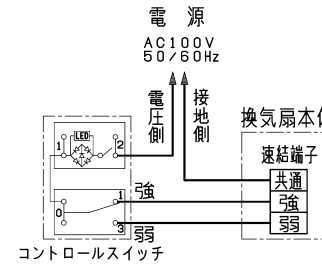 電 源
AC100V
50/60Hz
電圧側
接地側
換気扇本体
速結端子
共通
強
弱
LED
1
2
0
1
3
強
弱
コントロールスイッチ